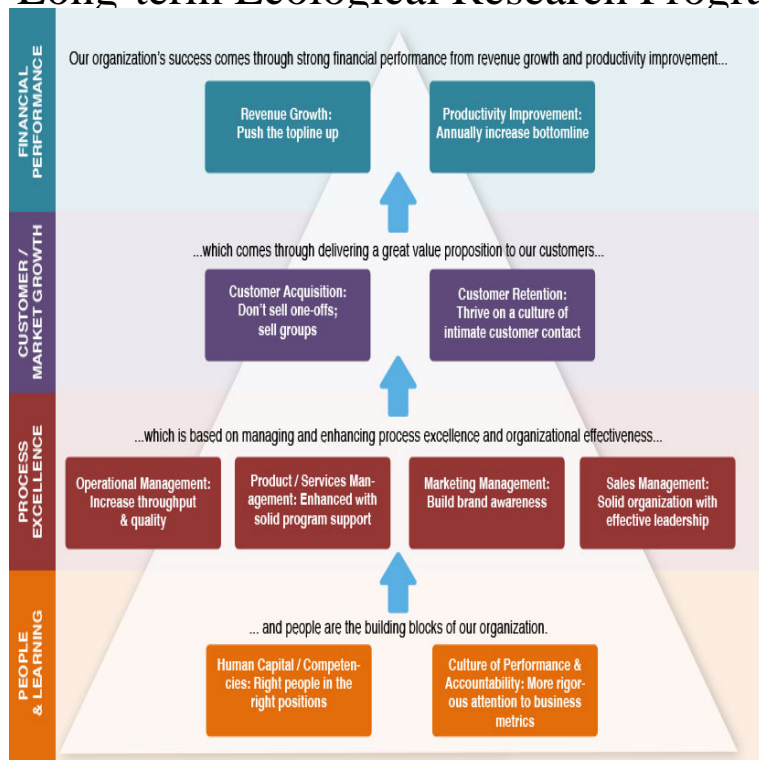 Long-term Ecological Research
FINANCIAL
PERFORMANCE
Our organization's success comes through strong financial performance from revenue growth and productivity improvement...
Revenue Growth:
Push the topline up
Productivity Improvement:
Annually increase bottomline
CUSTOMER /
MARKET GROWTH
...which comes through delivering a great value proposition to our customers...
Customer Acquisition:
Don't sell one-offs;
sell groups
Customer Retention:
Thrive on a culture of
intimate customer contact
PROCESS
EXCELLENCE
...which is based on managing and enhancing process excellence and organizational effectiveness...
Operational Management:
Increase throughput
& quality
Product / Services Man-
agement: Enhanced with
solid program support
Marketing Management:
Build brand awareness
Sales Management:
Solid organization with
effective leadership
PEOPLE
& LEARNING
... and people are the building blocks of our organization.
Human Capital / Competen-
cies: Right people in the
right positions
Culture of Performance &
Accountability: More rigor-
ous attention to business
metrics